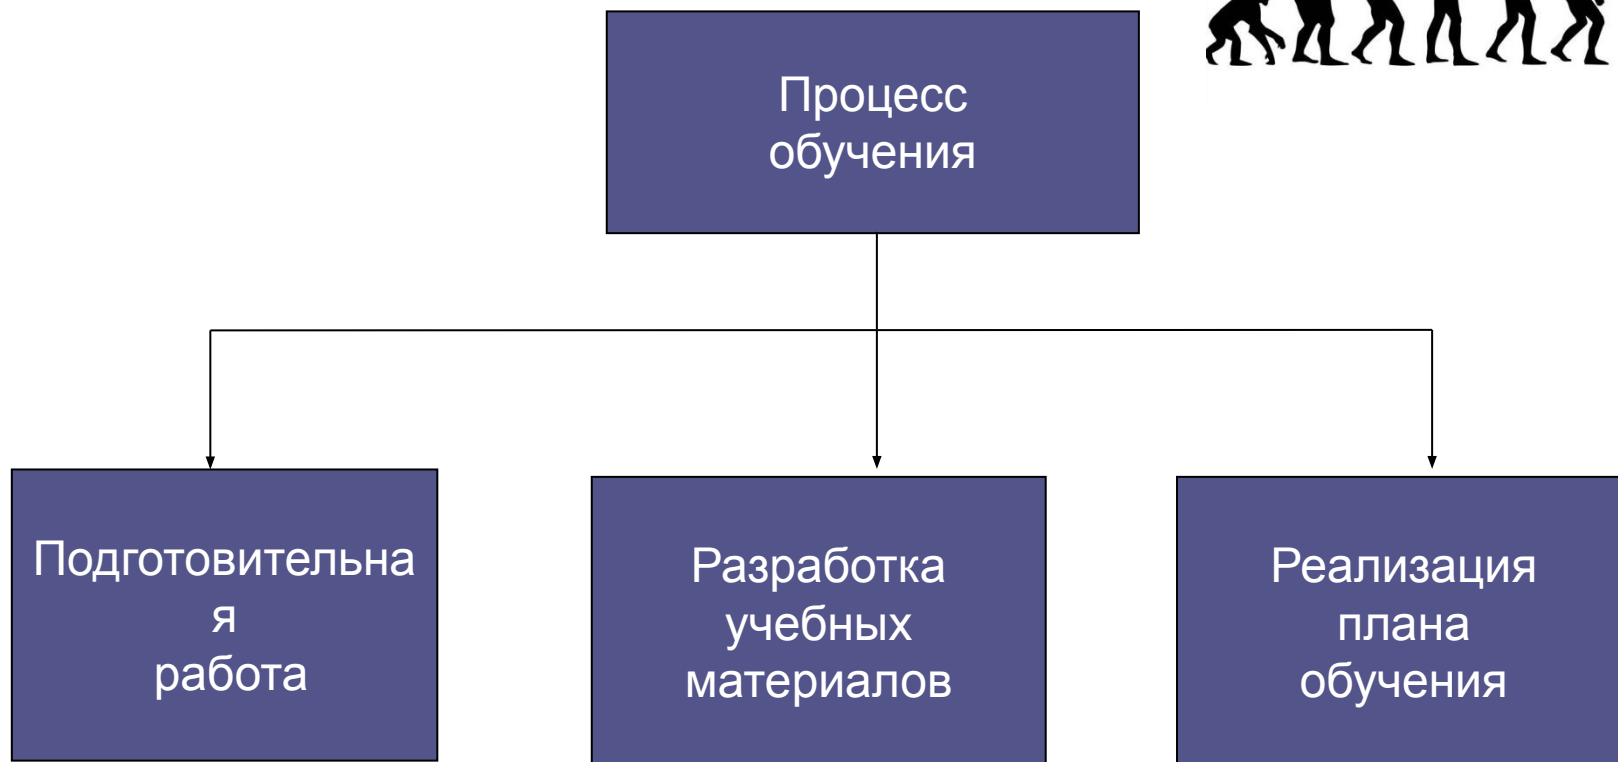 Процесс
обучения
Подготовительна
я
работа
Разработка
учебных
материалов
Реализация
плана
обучения